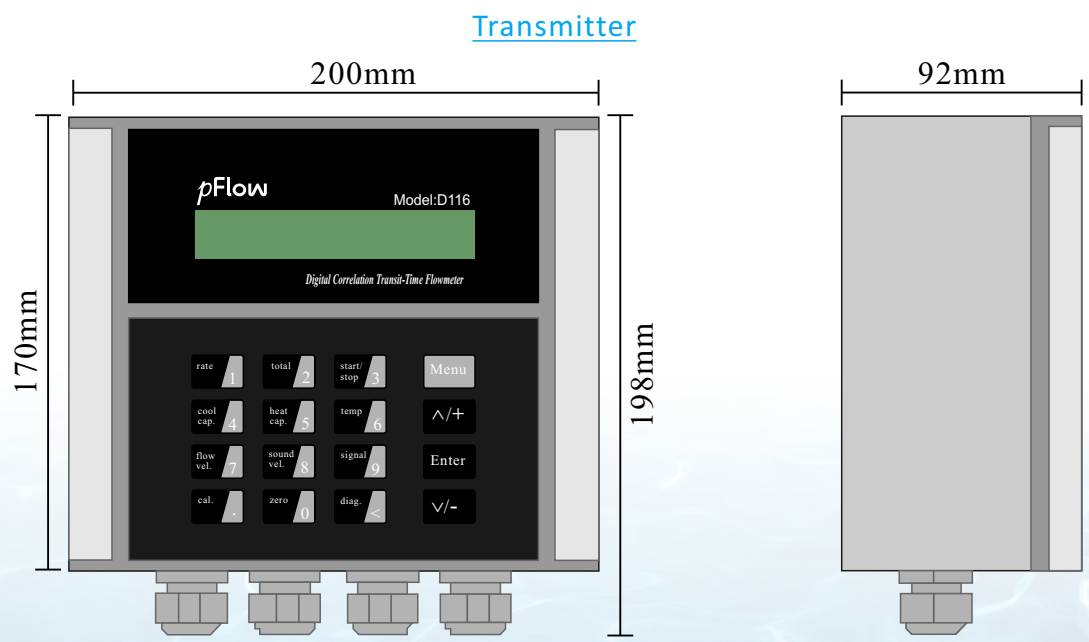 Transmitter
200mm
92mm
170mm
198mm
pFlow
Model:D116
Digital Correlation Transit-Time Flowmeter
rate 1
total 2
start/
stop 3
Menu
cool
cap. 4
heat
cap. 5
temp 6
∧/+
flow
vel. 7
sound
vel. 8
signal 9
Enter
cal. .
zero 0
diag. <
∨/-